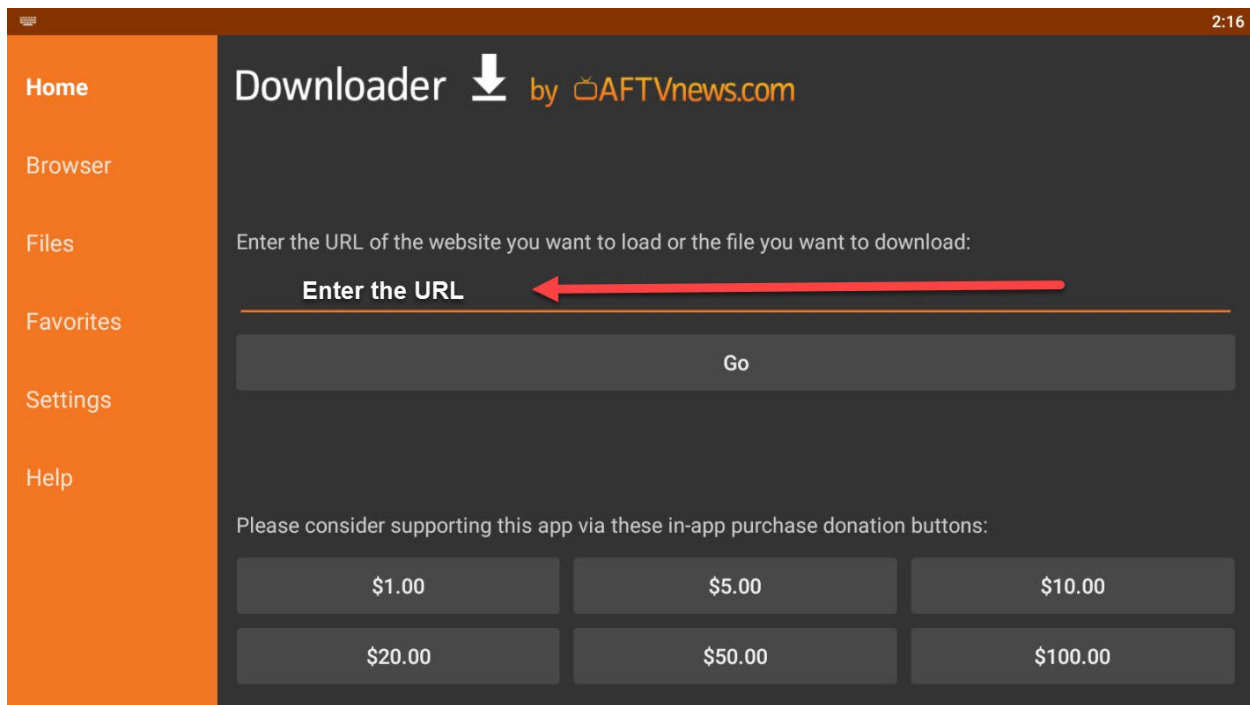 2:16
Home
Browser
Files
Favorites
Settings
Help
Downloader by AFTVnews.com
Enter the URL of the website you want to load or the file you want to download:
Enter the URL
Go
Please consider supporting this app via these in-app purchase donation buttons:
$1.00 $5.00 $10.00
$20.00 $50.00 $100.00